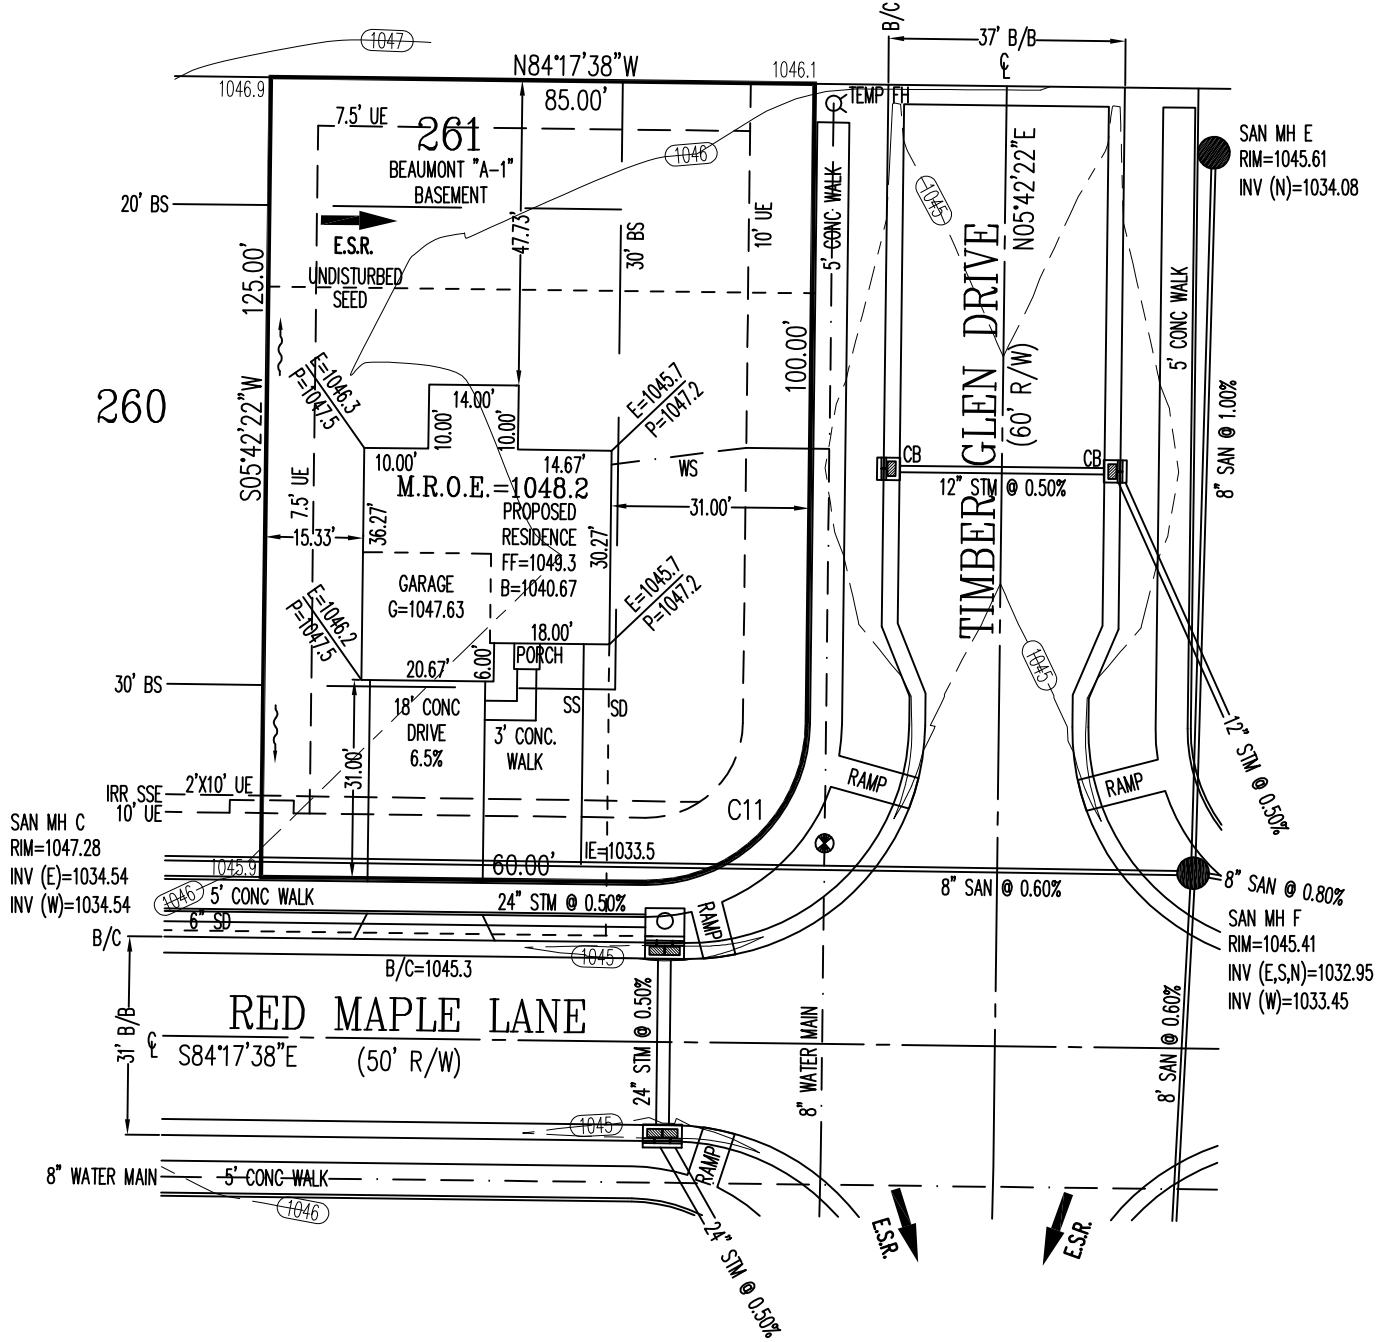 B/C
37' B/B
C
L
1047
N84°17'38"W
1046.9
1046.1
85.00'
TEMP FH
7.5' UE
261
BEAUMONT "A-1"
BASEMENT
1046
1045
SAN MH E
RIM=1045.61
INV (N)=1034.08
N05°42'22"E
20' BS
47.73'
30' BS
10' UE
5' CONC WALK
E.S.R.
UNDISTURBED
SEED
125.00'
TIMBER GLEN DRIVE
(60' R/W)
5' CONC WALK
100.00'
260
S05°42'22"W
E=1046.3
P=1047.5
14.00'
10.00'
10.00'
E=1045.7
P=1047.2
8" SAN @ 1.00%
10.00'
14.67'
WS
CB
CB
12" STM @ 0.50%
7.5' UE
M.R.O.E.=1048.2
PROPOSED
RESIDENCE
FF=1049.3
B=1040.67
31.00'
15.33'
36.27'
30.27'
GARAGE
G=1047.63
E=1046.2
P=1047.5
E=1045.7
P=1047.2
18.00'
PORCH
20.67'
6.00'
1045
30' BS
18' CONC
DRIVE
6.5%
SS
SD
3' CONC.
WALK
31.00'
12" STM @ 0.50%
RAMP
RAMP
IRR SSE
2'X10' UE
10' UE
C11
SAN MH C
RIM=1047.28
INV (E)=1034.54
INV (W)=1034.54
IE=1033.5
1045.9
60.00'
1046
5' CONC WALK
24" STM @ 0.50%
8" SAN @ 0.60%
8" SAN @ 0.80%
6" SD
RAMP
SAN MH F
RIM=1045.41
INV (E,S,N)=1032.95
INV (W)=1033.45
B/C
1045
B/C=1045.3
31' B/B
C
L
RED MAPLE LANE
S84°17'38"E
(50' R/W)
24" STM @ 0.50%
8" WATER MAIN
8' SAN @ 0.60%
1045
8" WATER MAIN
5' CONC WALK
RAMP
1046
24" STM @ 0.50%
E.S.R.
E.S.R.